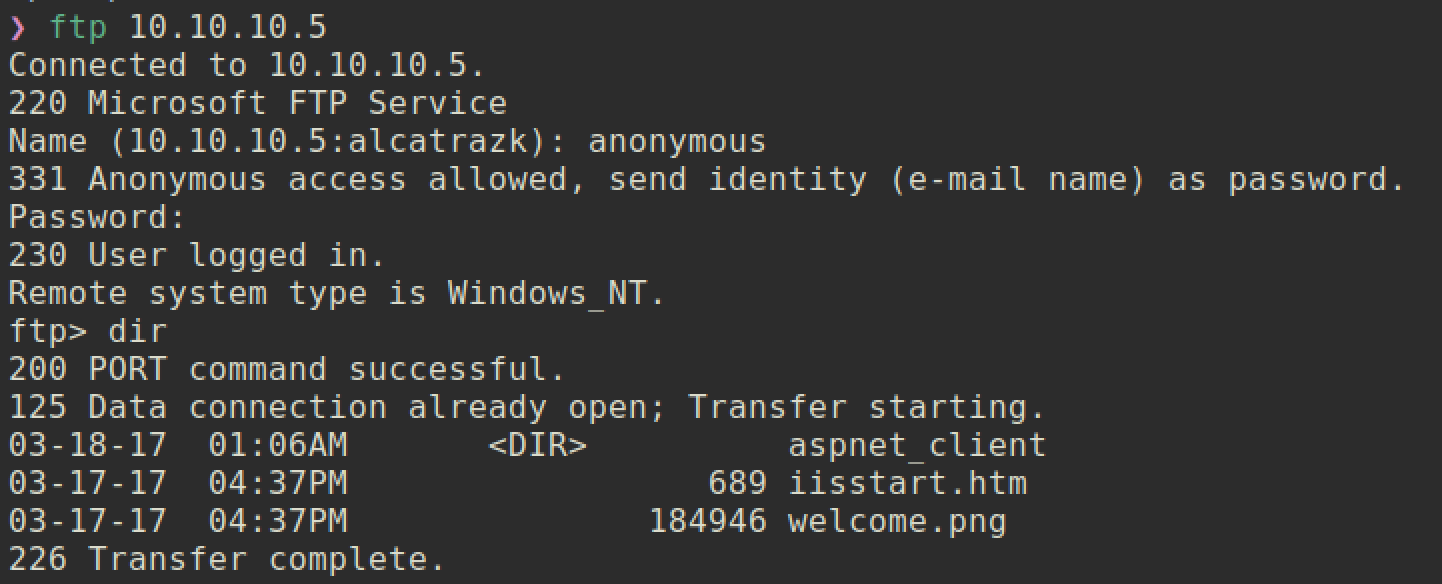 ❯ ftp 10.10.10.5
Connected to 10.10.10.5.
220 Microsoft FTP Service
Name (10.10.10.5:alcatrazk): anonymous
331 Anonymous access allowed, send identity (e-mail name) as password.
Password:
230 User logged in.
Remote system type is Windows_NT.
ftp> dir
200 PORT command successful.
125 Data connection already open; Transfer starting.
03-18-17  01:06AM       <DIR>          aspnet_client
03-17-17  04:37PM                  689 iisstart.htm
03-17-17  04:37PM               184946 welcome.png
226 Transfer complete.